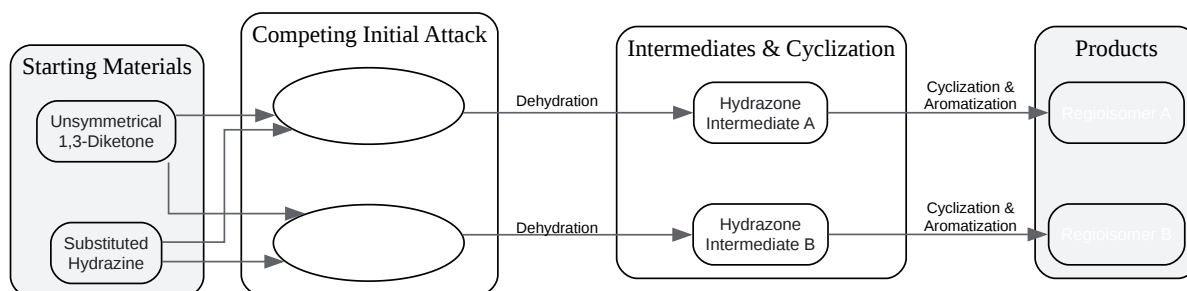 Starting Materials
Unsymmetrical
1,3-Diketone
Substituted
Hydrazine
Competing Initial Attack
Dehydration
Dehydration
Intermediates & Cyclization
Hydrazone
Intermediate A
Hydrazone
Intermediate B
Cyclization &
Aromatization
Cyclization &
Aromatization
Products
Regioisomer A
Regioisomer B